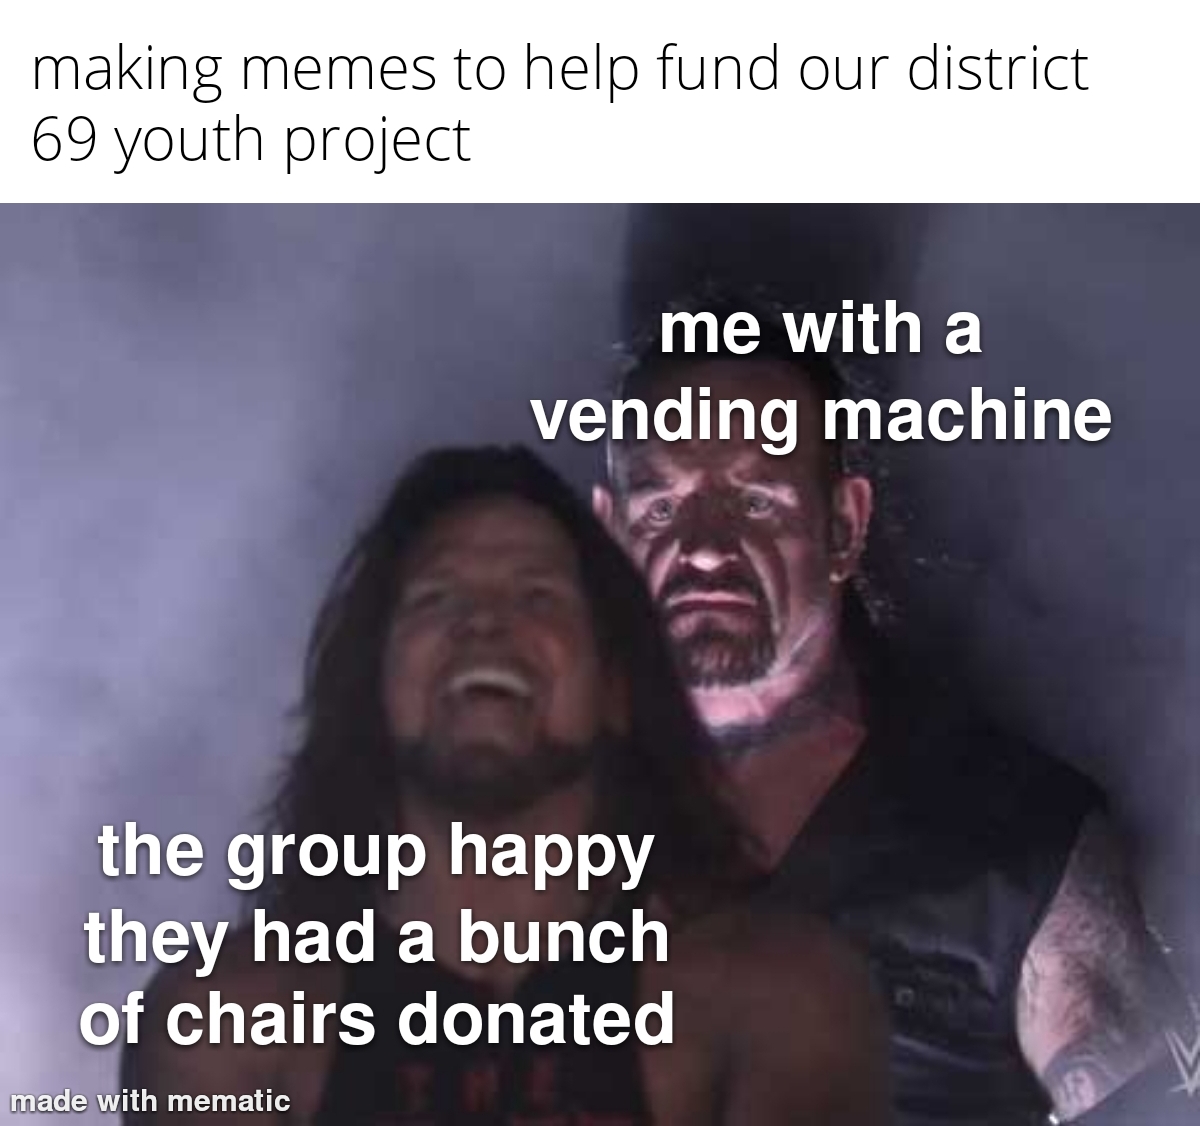 making memes to help fund our district
69 youth project
me with a
vending machine
the group happy
they had a bunch
of chairs donated
made with mematic